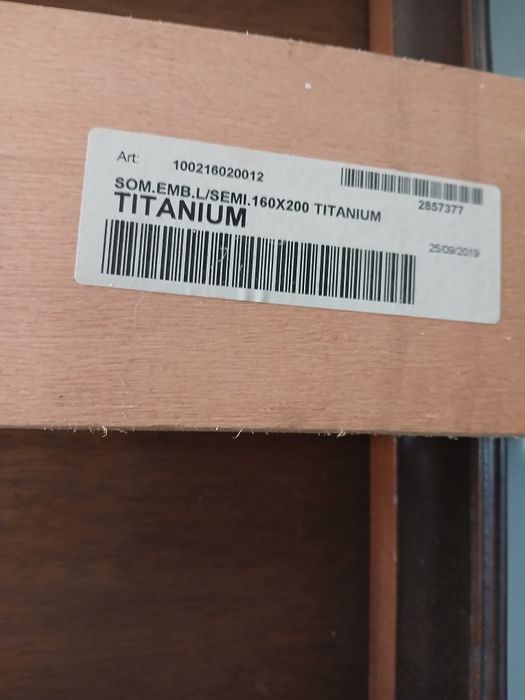 Art: 100216020012
SOM.EMB.L/SEMI.160X200 TITANIUM
2857377
TITANIUM
25/09/2019